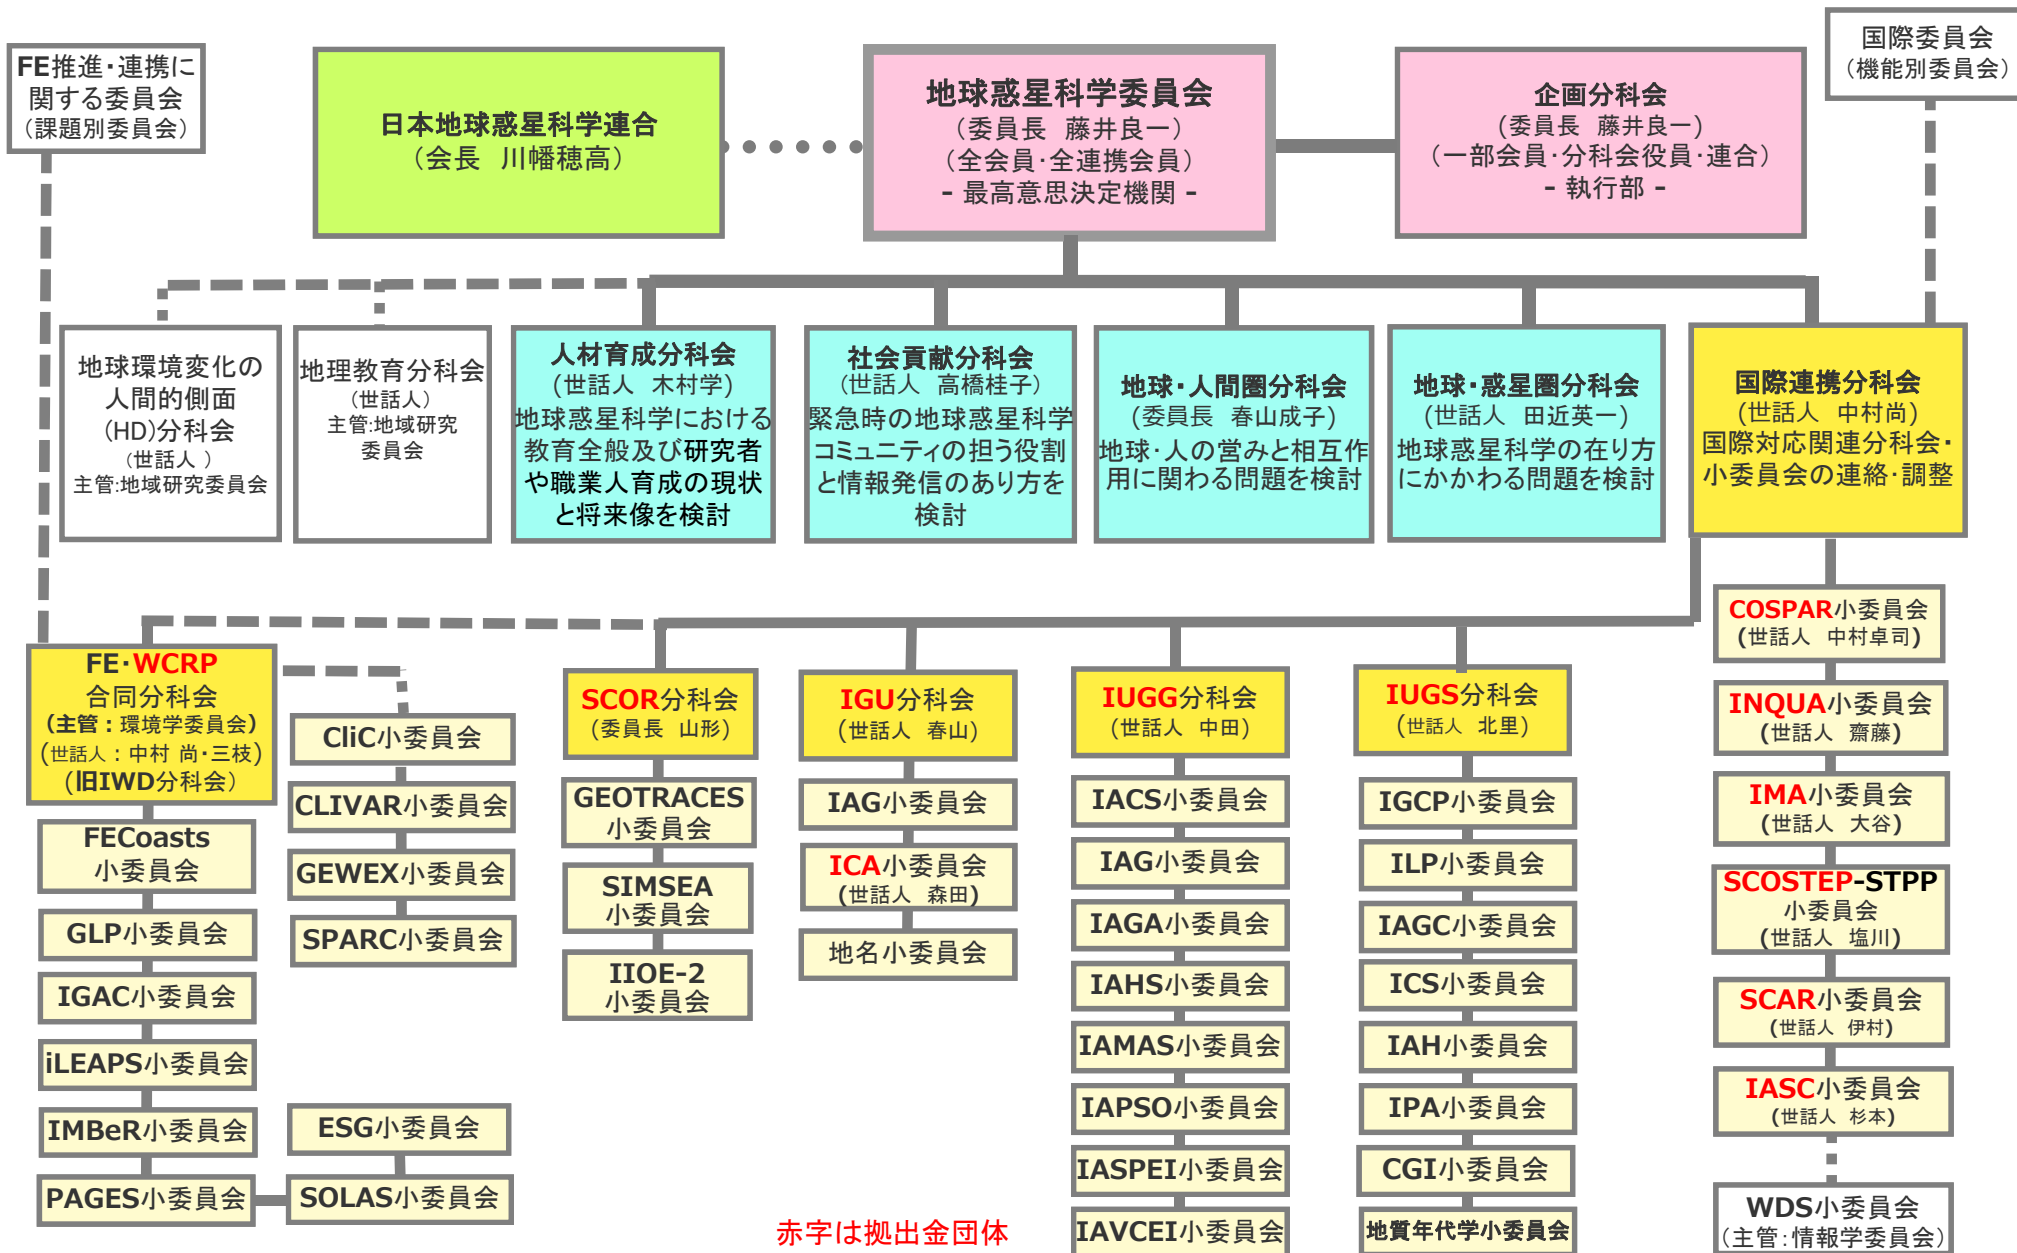 FE推進・連携に
関する委員会
（課題別委員会）
日本地球惑星科学連合
（会長　川幡穂高）
地球惑星科学委員会
（委員長　藤井良一）
（全会員・全連携会員）
- 最高意思決定機関 -
企画分科会
(委員長　藤井良一)
（一部会員・分科会役員・連合）
- 執行部 -
国際委員会
（機能別委員会）
地球環境変化の
人間的側面
(HD)分科会
（世話人 ）
主管:地域研究委員会
地理教育分科会
（世話人）
主管:地域研究
委員会
人材育成分科会
(世話人　木村学)
地球惑星科学における
教育全般及び研究者
や職業人育成の現状
と将来像を検討
社会貢献分科会
（世話人　高橋桂子）
緊急時の地球惑星科学
コミュニティの担う役割
と情報発信のあり方を
検討
地球・人間圏分科会
(委員長　春山成子)
地球・人の営みと相互作
用に関わる問題を検討
地球・惑星圏分科会
(世話人　田近英一)
地球惑星科学の在り方
にかかわる問題を検討
国際連携分科会
(世話人　中村尚)
国際対応関連分科会・
小委員会の連絡・調整
FE・WCRP
合同分科会
(主管：環境学委員会)
(世話人：中村 尚・三枝)
(旧IWD分科会）
FECoasts
小委員会
GLP小委員会
IGAC小委員会
iLEAPS小委員会
IMBeR小委員会
PAGES小委員会
CliC小委員会
CLIVAR小委員会
GEWEX小委員会
SPARC小委員会
ESG小委員会
SOLAS小委員会
SCOR分科会
(委員長　山形)
GEOTRACES
小委員会
SIMSEA
小委員会
IIOE-2
小委員会
IGU分科会
(世話人　春山)
IAG小委員会
ICA小委員会
(世話人　森田)
地名小委員会
IUGG分科会
(世話人　中田)
IACS小委員会
IAG小委員会
IAGA小委員会
IAHS小委員会
IAMAS小委員会
IAPSO小委員会
IASPEI小委員会
IAVCEI小委員会
IUGS分科会
(世話人　北里)
IGCP小委員会
ILP小委員会
IAGC小委員会
ICS小委員会
IAH小委員会
IPA小委員会
CGI小委員会
地質年代学小委員会
COSPAR小委員会
(世話人　中村卓司)
INQUA小委員会
(世話人　齋藤)
IMA小委員会
(世話人　大谷)
SCOSTEP-STPP
小委員会
(世話人　塩川)
SCAR小委員会
(世話人　伊村)
IASC小委員会
(世話人　杉本)
WDS小委員会
（主管:情報学委員会）
赤字は拠出金団体